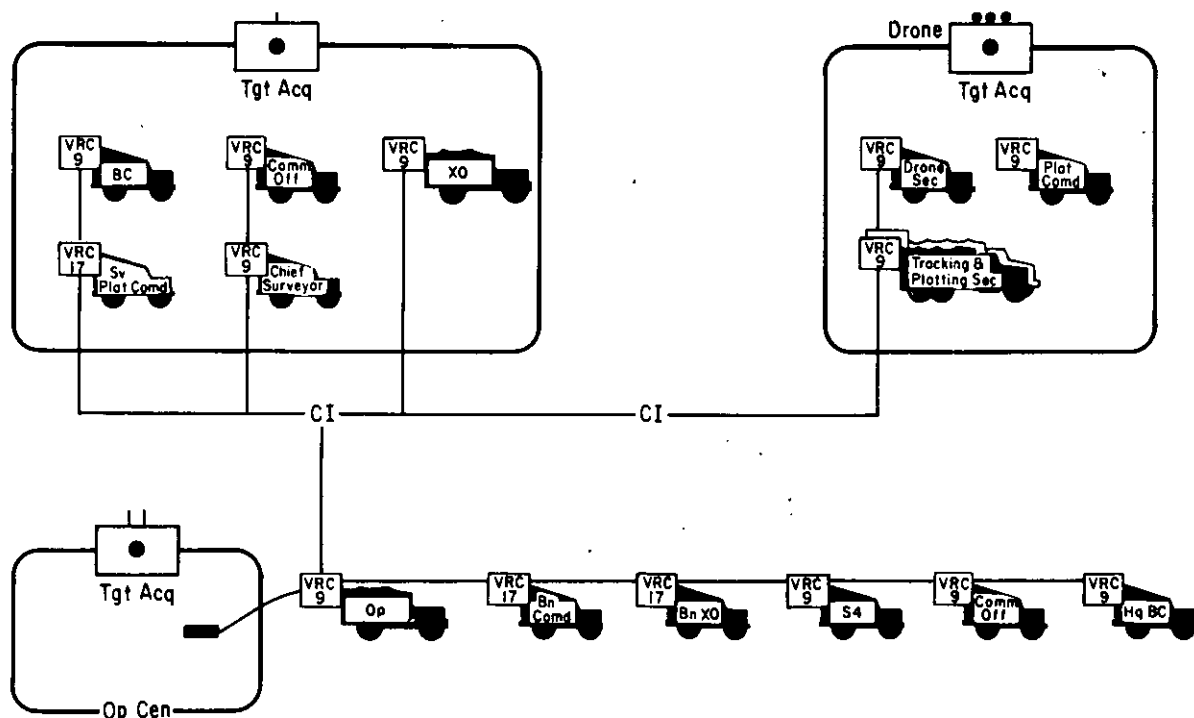 Tgt Acq
VRC
9
BC
VRC
9
Comm
Off
VRC
9
XO
VRC
17
Sv
Plat Comd
VRC
9
Chief
Surveyor
Drone
Tgt Acq
VRC
9
Drone
Sec
VRC
9
Plat
Comd
VRC
9
Tracking &
Plotting Sec
CI
CI
Tgt Acq
Op Cen
VRC
9
Op
VRC
17
Bn
Comd
VRC
17
Bn XO
VRC
9
S4
VRC
9
Comm
Off
VRC
9
Hq BC